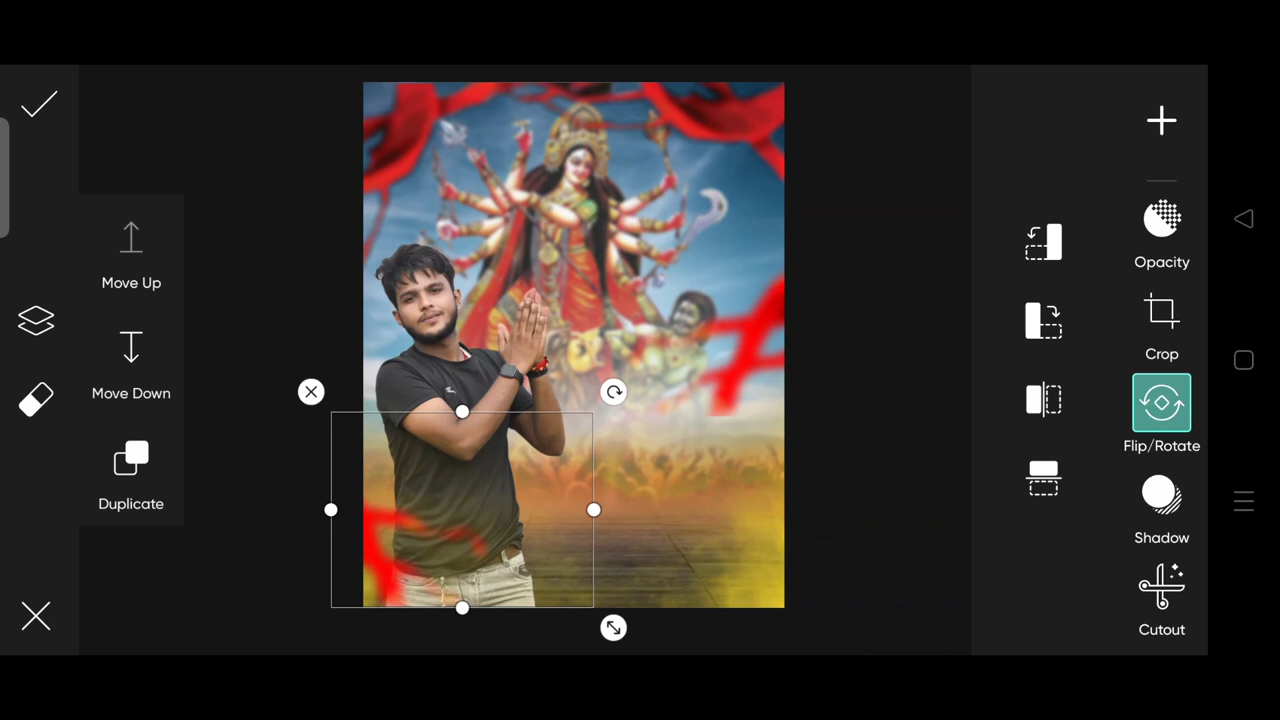 Move Up
Move Down
Duplicate
Opacity
Crop
Flip/Rotate
Shadow
Cutout